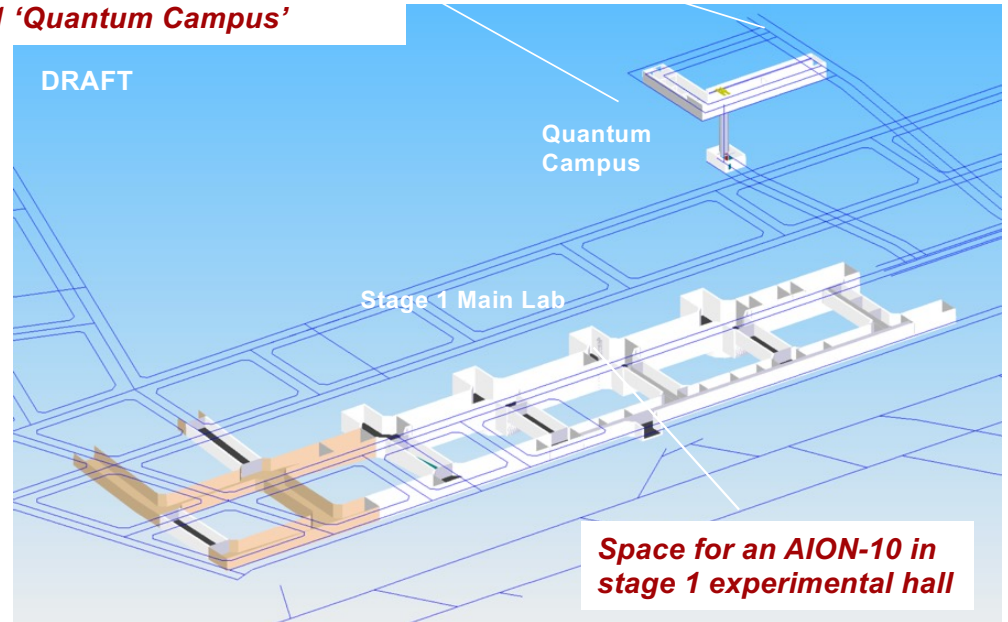 ‘Quantum Campus’
DRAFT
Quantum
Campus
Stage 1 Main Lab
Space for an AION-10 in
stage 1 experimental hall